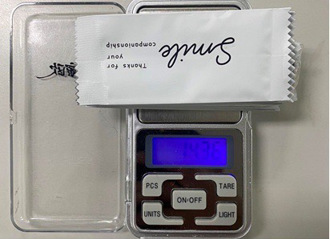 Smile
Thanks for
your
companionship
PCS
TARE
ON-OFF
UNITS
LIGHT